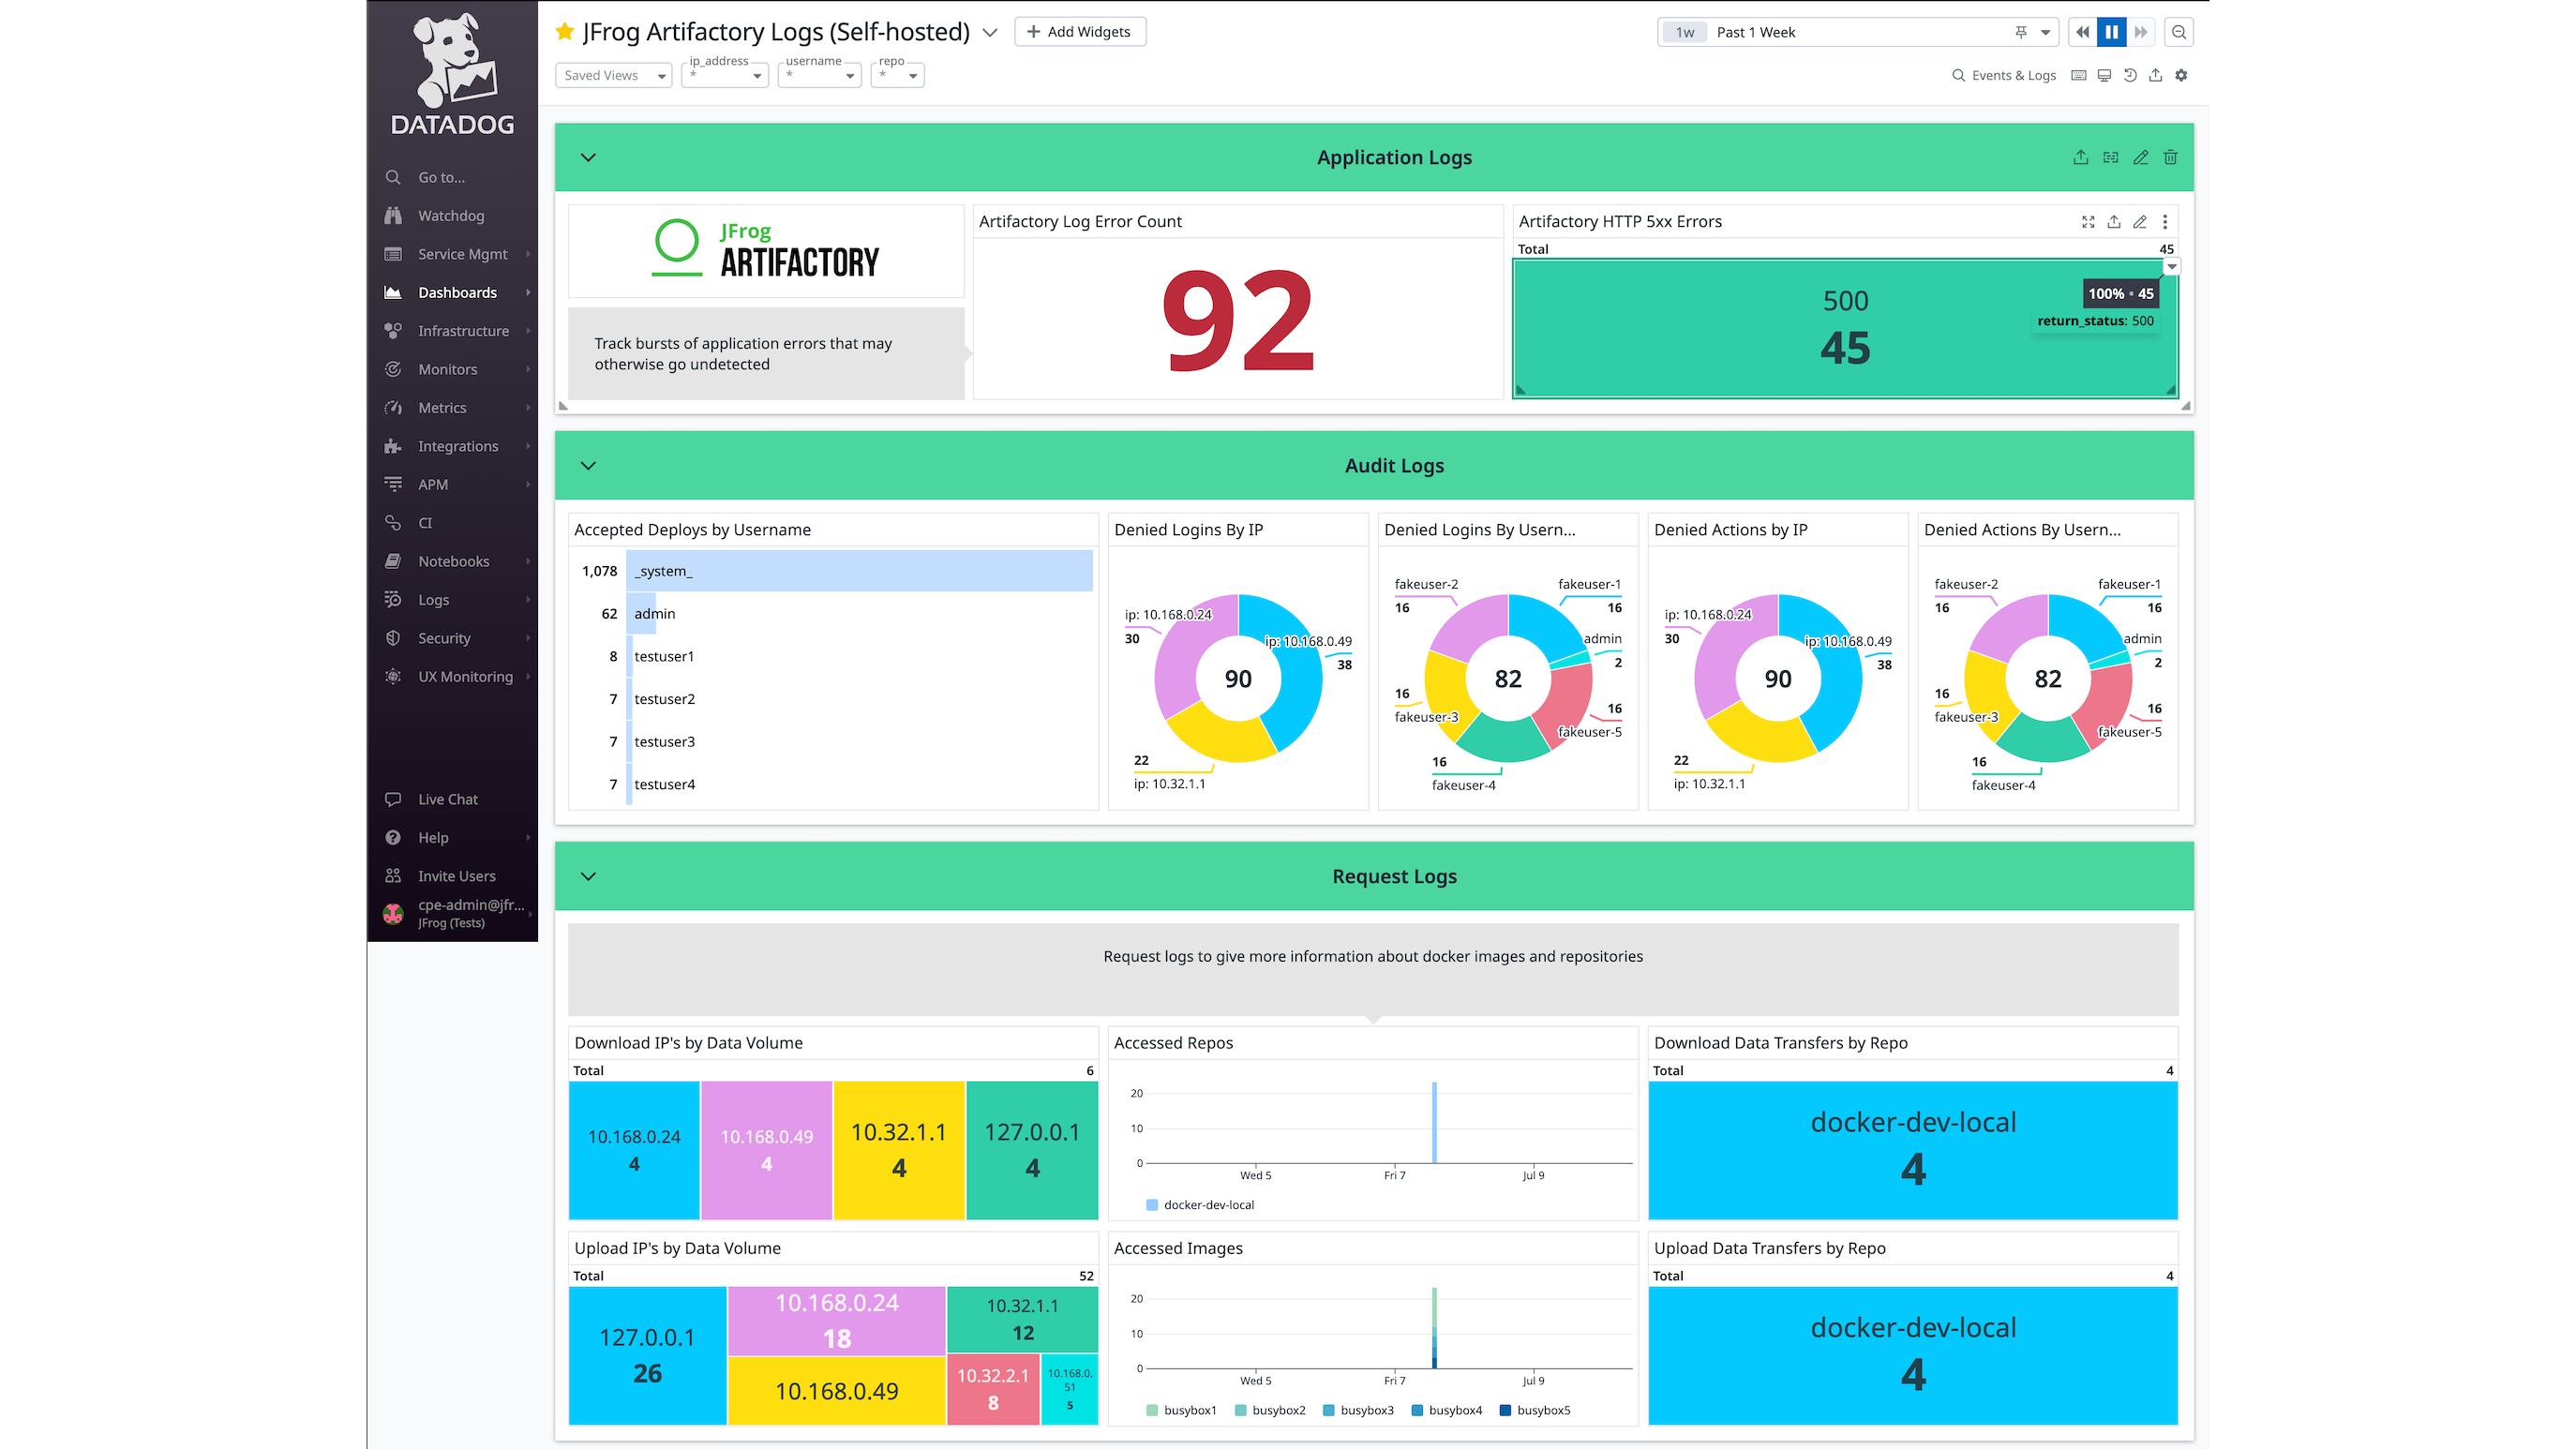 DATADOG
Go to...
Watchdog
Service Mgmt
Dashboards
Infrastructure
Monitors
Metrics
Integrations
APM
CI
Notebooks
Logs
Security
UX Monitoring
Live Chat
Help
Invite Users
cpe-admin@jfr...
JFrog (Tests)
JFrog Artifactory Logs (Self-hosted)
+ Add Widgets
1w Past 1 Week
Saved Views
ip_address
*
username
*
repo
*
Events & Logs
Application Logs
JFrog
ARTIFACTORY
Track bursts of application errors that may
otherwise go undetected
Artifactory Log Error Count
92
Artifactory HTTP 5xx Errors
Total 45
500
45
100% • 45
return_status: 500
Audit Logs
Accepted Deploys by Username
1,078 _system_
62 admin
8 testuser1
7 testuser2
7 testuser3
7 testuser4
Denied Logins By IP
ip: 10.168.0.24
30
ip: 10.168.0.49
38
90
22
ip: 10.32.1.1
Denied Logins By Usern...
fakeuser-2
16
fakeuser-1
16
admin
2
82
16
fakeuser-3
16
fakeuser-5
16
fakeuser-4
Denied Actions by IP
ip: 10.168.0.24
30
ip: 10.168.0.49
38
90
22
ip: 10.32.1.1
Denied Actions By Usern...
fakeuser-2
16
fakeuser-1
16
admin
2
82
16
fakeuser-3
16
fakeuser-5
16
fakeuser-4
Request Logs
Request logs to give more information about docker images and repositories
Download IP's by Data Volume
Total 6
10.168.0.24
4
10.168.0.49
4
10.32.1.1
4
127.0.0.1
4
Accessed Repos
20
10
0
Wed 5 Fri 7 Jul 9
docker-dev-local
Download Data Transfers by Repo
Total 4
docker-dev-local
4
Upload IP's by Data Volume
Total 52
127.0.0.1
26
10.168.0.24
18
10.168.0.49
10.32.1.1
12
10.32.2.1
8
10.168.0.
51
5
Accessed Images
20
10
0
Wed 5 Fri 7 Jul 9
busybox1 busybox2 busybox3 busybox4 busybox5
Upload Data Transfers by Repo
Total 4
docker-dev-local
4